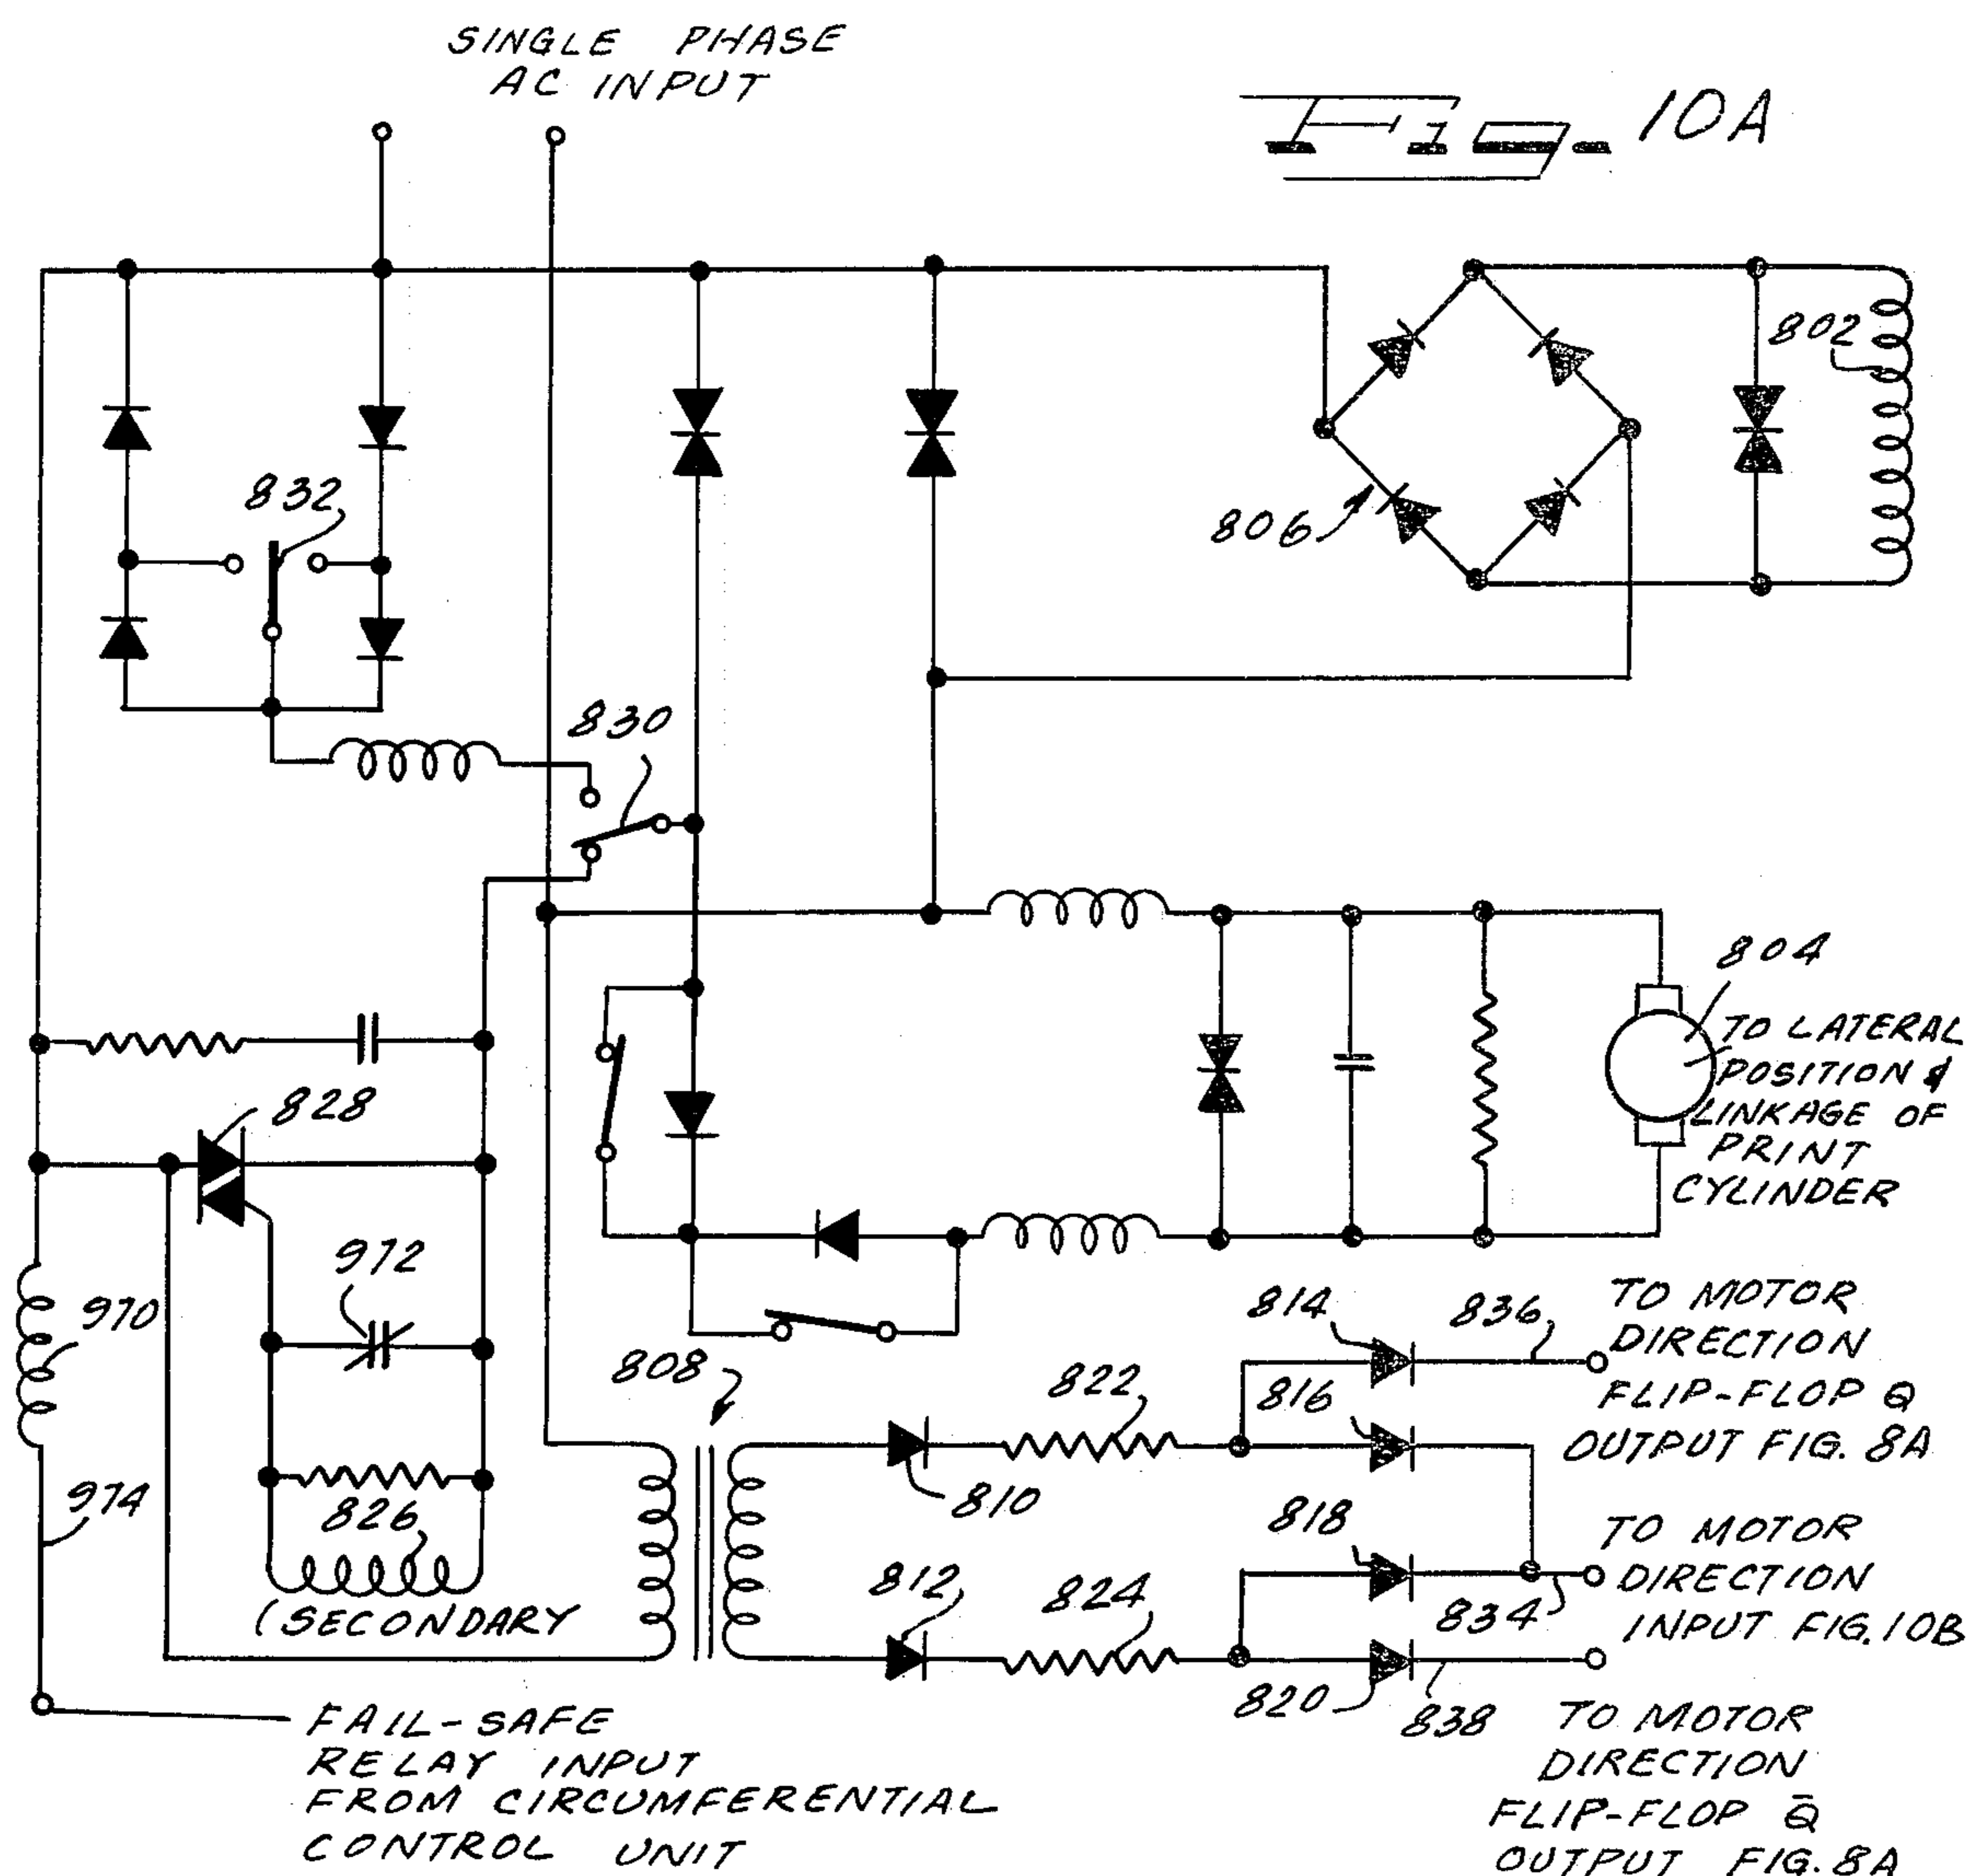 SINGLE PHASE
AC INPUT
Fig. 10A
802
832
806
830
804
TO LATERAL
POSITION &
LINKAGE OF
PRINT
CYLINDER
828
972
970
808
822
814
836
TO MOTOR
DIRECTION
FLIP-FLOP Q
OUTPUT FIG. 8A
816
810
974
826
(SECONDARY
812
824
818
834
TO MOTOR
DIRECTION
INPUT FIG. 10B
820
838
TO MOTOR
DIRECTION
FLIP-FLOP Q̄
OUTPUT FIG. 8A
FAIL-SAFE
RELAY INPUT
FROM CIRCUMFERENTIAL
CONTROL UNIT